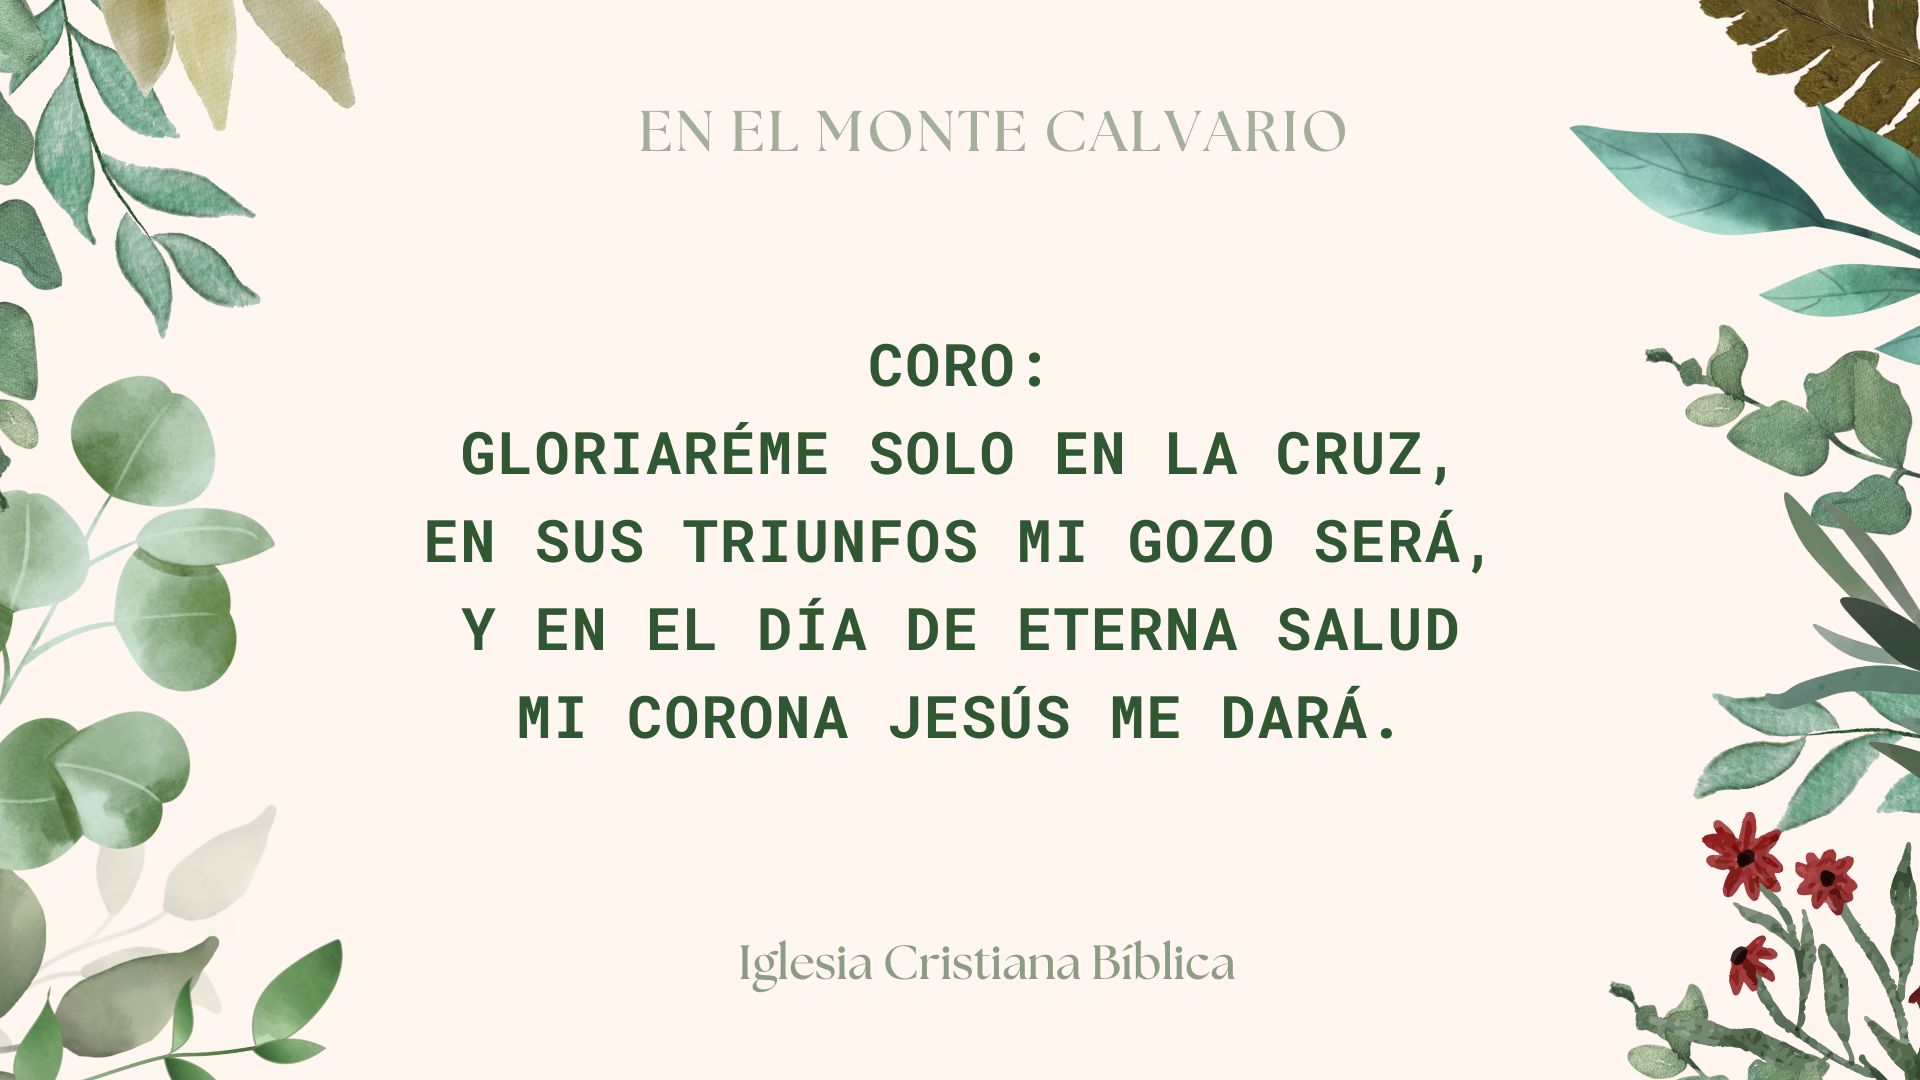 EN EL MONTE CALVARIO
CORO:
GLORIARÉME SOLO EN LA CRUZ,
EN SUS TRIUNFOS MI GOZO SERÁ,
Y EN EL DÍA DE ETERNA SALUD
MI CORONA JESÚS ME DARÁ.
Iglesia Cristiana Bíblica